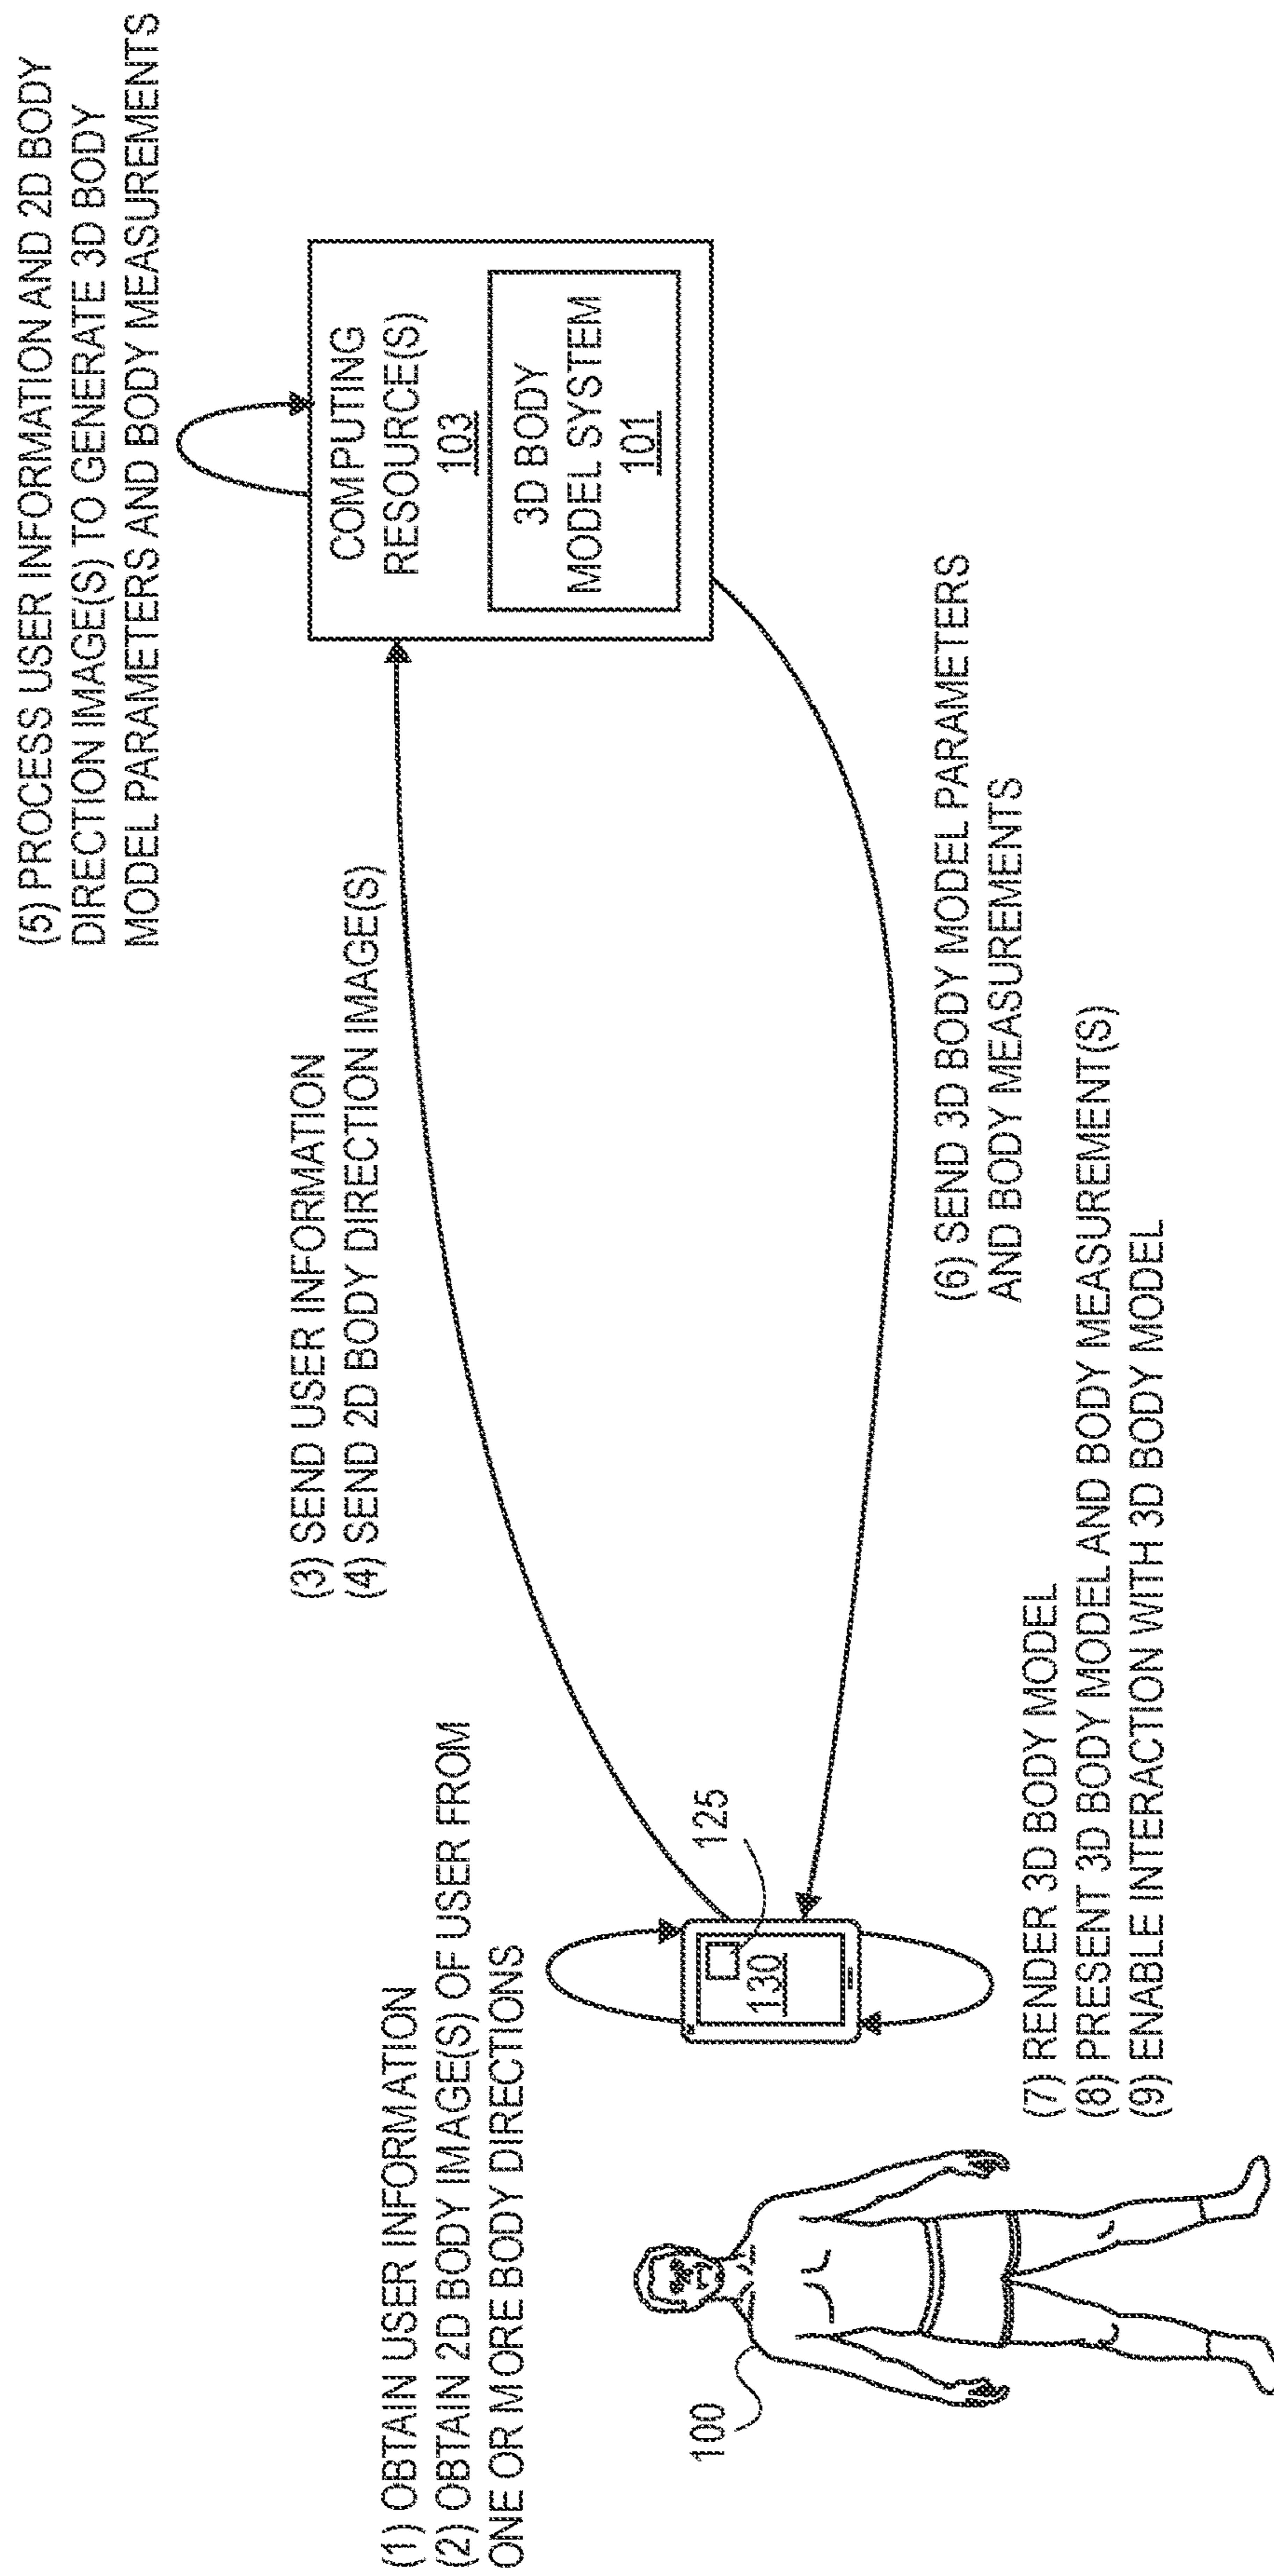 (1) OBTAIN USER INFORMATION
(2) OBTAIN 2D BODY IMAGE(S) OF USER FROM
ONE OR MORE BODY DIRECTIONS
(3) SEND USER INFORMATION
(4) SEND 2D BODY DIRECTION IMAGE(S)
(5) PROCESS USER INFORMATION AND 2D BODY
DIRECTION IMAGE(S) TO GENERATE 3D BODY
MODEL PARAMETERS AND BODY MEASUREMENTS
COMPUTING
RESOURCE(S)
103
3D BODY
MODEL SYSTEM
101
100
130
125
(6) SEND 3D BODY MODEL PARAMETERS
AND BODY MEASUREMENTS
(7) RENDER 3D BODY MODEL
(8) PRESENT 3D BODY MODEL AND BODY MEASUREMENT(S)
(9) ENABLE INTERACTION WITH 3D BODY MODEL